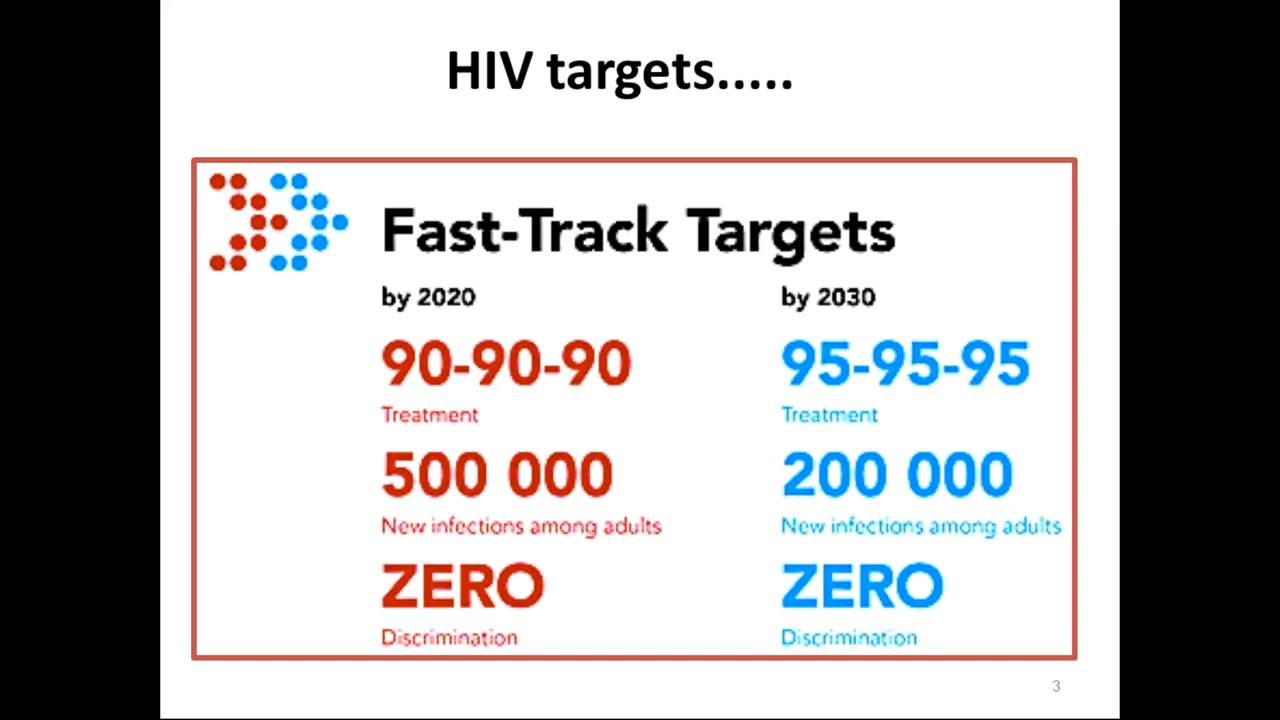 HIV targets.....
Fast-Track Targets
by 2020
by 2030
90-90-90
95-95-95
Treatment
Treatment
500 000
200 000
New infections among adults
New infections among adults
ZERO
ZERO
Discrimination
Discrimination
3